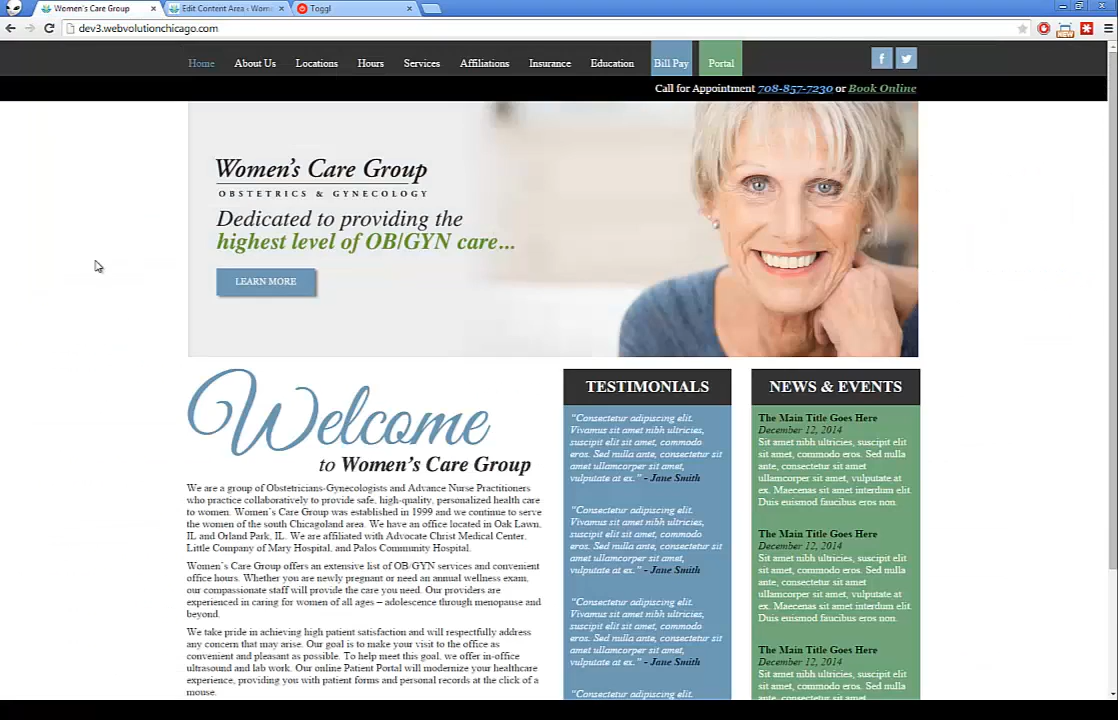 Women's Care Group
Edit Content Area ‹ Wom
Toggl
dev3.webvolutionchicago.com
NEW
Home About Us Locations Hours Services Affiliations Insurance Education Bill Pay Portal
Call for Appointment 708-857-7230 or Book Online
Women's Care Group
OBSTETRICS & GYNECOLOGY
Dedicated to providing the
highest level of OB/GYN care...
LEARN MORE
Welcome
to Women's Care Group
We are a group of Obstetricians-Gynecologists and Advance Nurse Practitioners
who practice collaboratively to provide safe, high-quality, personalized health care
to women. Women's Care Group was established in 1999 and we continue to serve
the women of the south Chicagoland area. We have an office located in Oak Lawn,
IL and Orland Park, IL. We are affiliated with Advocate Christ Medical Center,
Little Company of Mary Hospital, and Palos Community Hospital.
Women's Care Group offers an extensive list of OB/GYN services and convenient
office hours. Whether you are newly pregnant or need an annual wellness exam,
our compassionate staff will provide the care you need. Our providers are
experienced in caring for women of all ages – adolescence through menopause and
beyond.
We take pride in achieving high patient satisfaction and will respectfully address
any concern that may arise. Our goal is to make your visit to the office as
convenient and pleasant as possible. To help meet this goal, we offer in-office
ultrasound and lab work. Our online Patient Portal will modernize your healthcare
experience, providing you with patient forms and personal records at the click of a
mouse.
TESTIMONIALS
"Consectetur adipiscing elit.
Vivamus sit amet nibh ultricies,
suscipit elit sit amet, commodo
eros. Sed nulla ante, consectetur sit
amet ullamcorper sit amet,
vulputate at ex." - Jane Smith
"Consectetur adipiscing elit.
Vivamus sit amet nibh ultricies,
suscipit elit sit amet, commodo
eros. Sed nulla ante, consectetur sit
amet ullamcorper sit amet,
vulputate at ex." - Jane Smith
"Consectetur adipiscing elit.
Vivamus sit amet nibh ultricies,
suscipit elit sit amet, commodo
eros. Sed nulla ante, consectetur sit
amet ullamcorper sit amet,
vulputate at ex." - Jane Smith
"Consectetur adipiscing elit.
NEWS & EVENTS
The Main Title Goes Here
December 12, 2014
Sit amet nibh ultricies, suscipit elit
sit amet, commodo eros. Sed nulla
ante, consectetur sit amet
ullamcorper sit amet, vulputate at
ex. Maecenas sit amet interdum elit.
Duis euismod faucibus eros non.
The Main Title Goes Here
December 12, 2014
Sit amet nibh ultricies, suscipit elit
sit amet, commodo eros. Sed nulla
ante, consectetur sit amet
ullamcorper sit amet, vulputate at
ex. Maecenas sit amet interdum elit.
Duis euismod faucibus eros non.
The Main Title Goes Here
December 12, 2014
Sit amet nibh ultricies, suscipit elit
sit amet, commodo eros. Sed nulla